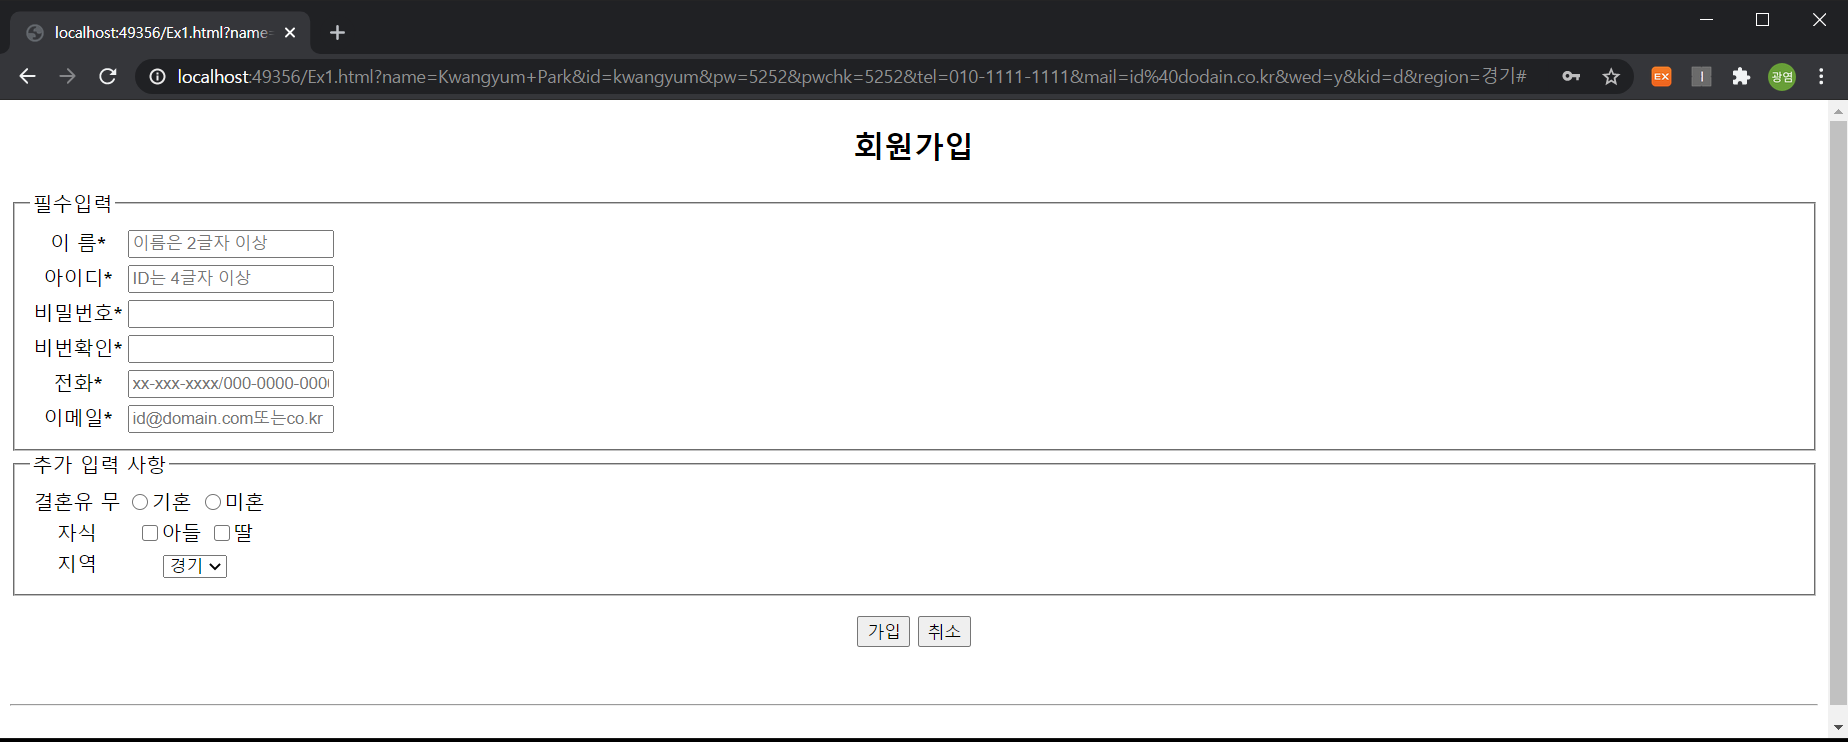 localhost:49356/Ex1.html?name=
localhost:49356/Ex1.html?name=Kwangyum+Park&id=kwangyum&pw=5252&pwchk=5252&tel=010-1111-1111&mail=id%40dodain.co.kr&wed=y&kid=d&region=경기#
EX
광염
회원가입
필수입력
이 름* 이름은 2글자 이상
아이디* ID는 4글자 이상
비밀번호*
비번확인*
전화* xx-xxx-xxxx/000-0000-000
이메일* id@domain.com또는co.kr
추가 입력 사항
결혼유 무 기혼 미혼
자식 아들 딸
지역 경기
가입 취소